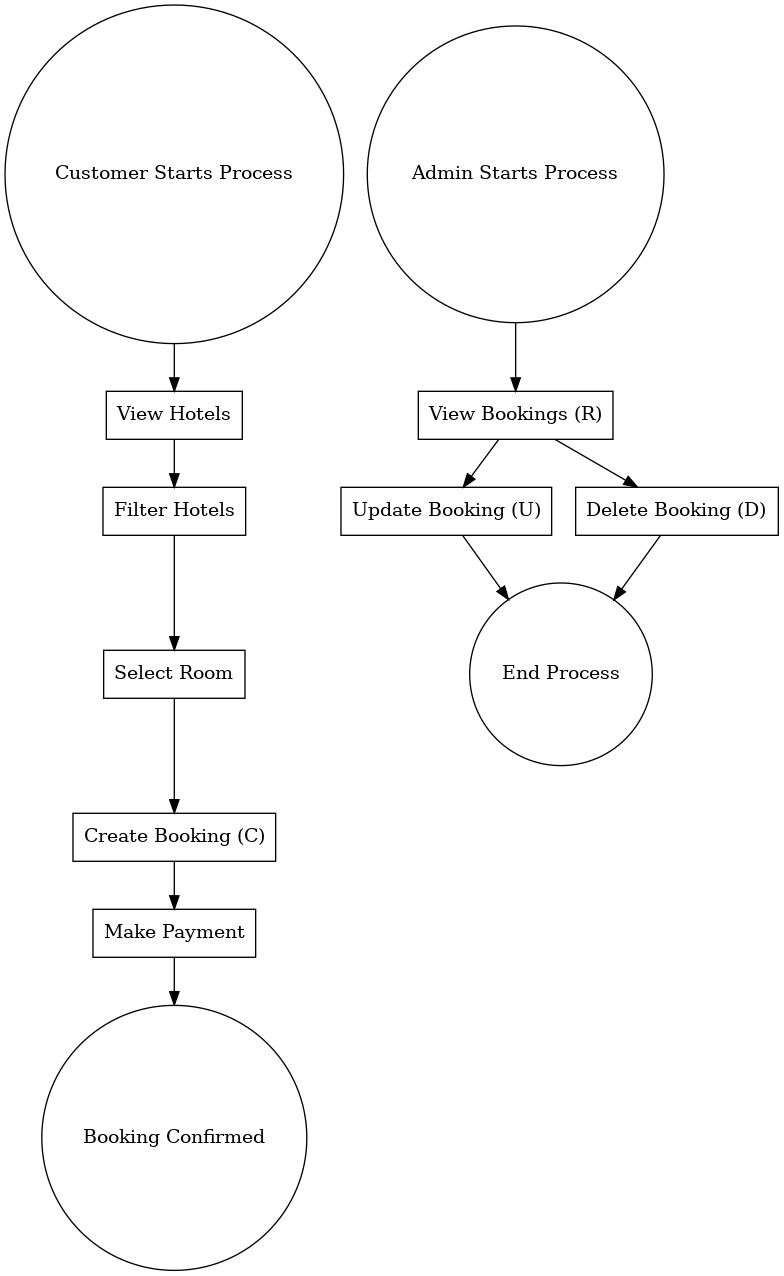 Customer Starts Process
Admin Starts Process
View Hotels
View Bookings (R)
Filter Hotels
Update Booking (U)
Delete Booking (D)
Select Room
End Process
Create Booking (C)
Make Payment
Booking Confirmed